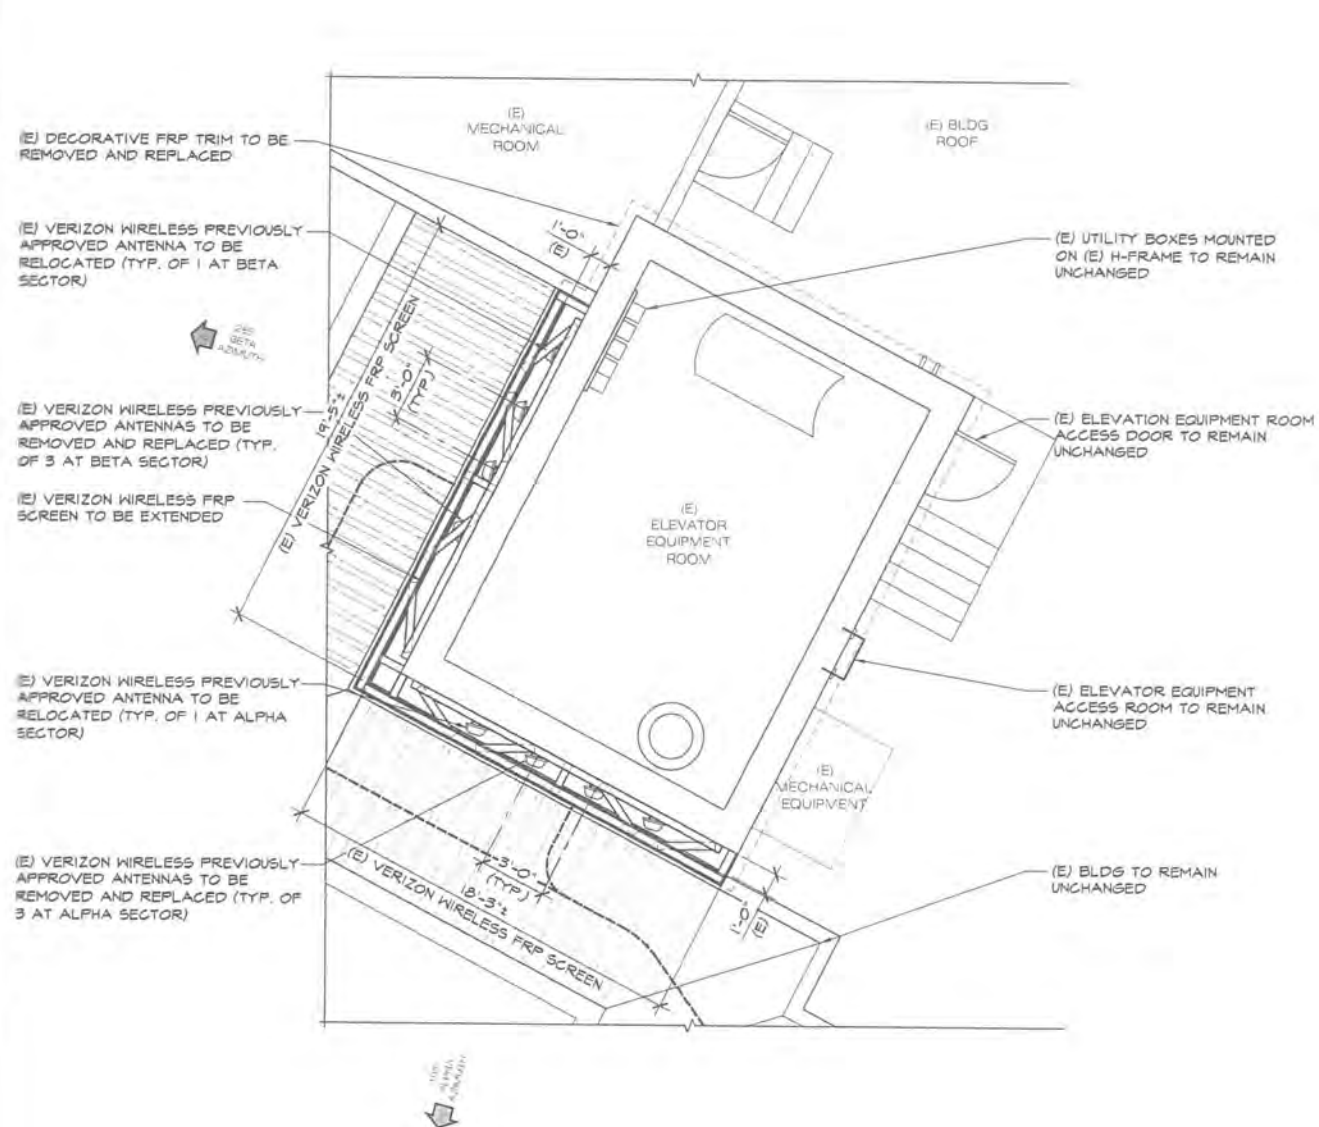 (E) DECORATIVE FRP TRIM TO BE
REMOVED AND REPLACED
(E) VERIZON WIRELESS PREVIOUSLY
APPROVED ANTENNA TO BE
RELOCATED (TYP. OF 1 AT BETA
SECTOR)
BETA
AZIMUTH
(E) VERIZON WIRELESS PREVIOUSLY
APPROVED ANTENNAS TO BE
REMOVED AND REPLACED (TYP.
OF 3 AT BETA SECTOR)
(E) VERIZON WIRELESS FRP
SCREEN TO BE EXTENDED
(E) VERIZON WIRELESS PREVIOUSLY
APPROVED ANTENNA TO BE
RELOCATED (TYP. OF 1 AT ALPHA
SECTOR)
(E) VERIZON WIRELESS PREVIOUSLY
APPROVED ANTENNAS TO BE
REMOVED AND REPLACED (TYP. OF
3 AT ALPHA SECTOR)
(E)
MECHANICAL
ROOM
(E) BLDG
ROOF
1'-0"
(E)
19'-5"±
(E) VERIZON WIRELESS FRP SCREEN
3'-0"
(TYP.)
(E)
ELEVATOR
EQUIPMENT
ROOM
(E)
MECHANICAL
EQUIPMENT
3'-0"
(TYP.)
18'-3"±
(E) VERIZON WIRELESS FRP SCREEN
1'-0"
(E)
ALPHA
AZIMUTH
(E) UTILITY BOXES MOUNTED
ON (E) H-FRAME TO REMAIN
UNCHANGED
(E) ELEVATION EQUIPMENT ROOM
ACCESS DOOR TO REMAIN
UNCHANGED
(E) ELEVATOR EQUIPMENT
ACCESS ROOM TO REMAIN
UNCHANGED
(E) BLDG TO REMAIN
UNCHANGED